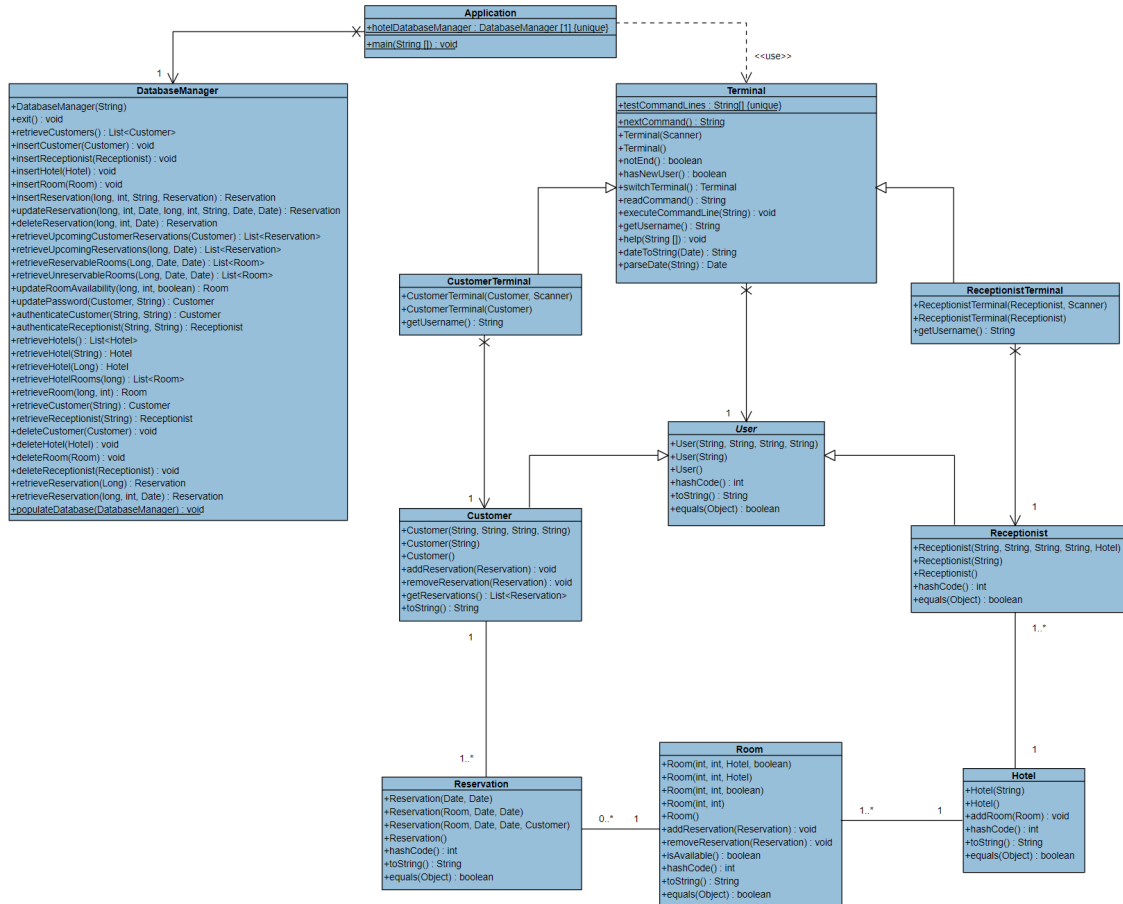 Application
+hotelDatabaseManager : DatabaseManager [1] {unique}
+main(String []) : void
<<use>>
1
DatabaseManager
+DatabaseManager(String)
+exit() : void
+retrieveCustomers() : List<Customer>
+insertCustomer(Customer) : void
+insertReceptionist(Receptionist) : void
+insertHotel(Hotel) : void
+insertRoom(Room) : void
+insertReservation(long, int, String, Reservation) : Reservation
+updateReservation(long, int, Date, long, int, String, Date, Date) : Reservation
+deleteReservation(long, int, Date) : Reservation
+retrieveUpcomingCustomerReservations(Customer) : List<Reservation>
+retrieveUpcomingReservations(long, Date) : List<Reservation>
+retrieveReservableRooms(Long, Date, Date) : List<Room>
+retrieveUnreservableRooms(Long, Date, Date) : List<Room>
+updateRoomAvailability(long, int, boolean) : Room
+updatePassword(Customer, String) : Customer
+authenticateCustomer(String, String) : Customer
+authenticateReceptionist(String, String) : Receptionist
+retrieveHotels() : List<Hotel>
+retrieveHotel(String) : Hotel
+retrieveHotel(Long) : Hotel
+retrieveHotelRooms(long) : List<Room>
+retrieveRoom(long, int) : Room
+retrieveCustomer(String) : Customer
+retrieveReceptionist(String) : Receptionist
+deleteCustomer(Customer) : void
+deleteHotel(Hotel) : void
+deleteRoom(Room) : void
+deleteReceptionist(Receptionist) : void
+retrieveReservation(Long) : Reservation
+retrieveReservation(long, int, Date) : Reservation
+populateDatabase(DatabaseManager) : void
Terminal
+testCommandLines : String[] {unique}
+nextCommand() : String
+Terminal(Scanner)
+Terminal()
+notEnd() : boolean
+hasNewUser() : boolean
+switchTerminal() : Terminal
+readCommand() : String
+executeCommandLine(String) : void
+getUsername() : String
+help(String []) : void
+dateToString(Date) : String
+parseDate(String) : Date
CustomerTerminal
+CustomerTerminal(Customer, Scanner)
+CustomerTerminal(Customer)
+getUsername() : String
ReceptionistTerminal
+ReceptionistTerminal(Receptionist, Scanner)
+ReceptionistTerminal(Receptionist)
+getUsername() : String
1
User
+User(String, String, String, String)
+User(String)
+User()
+hashCode() : int
+toString() : String
+equals(Object) : boolean
1
1
Customer
+Customer(String, String, String, String)
+Customer(String)
+Customer()
+addReservation(Reservation) : void
+removeReservation(Reservation) : void
+getReservations() : List<Reservation>
+toString() : String
Receptionist
+Receptionist(String, String, String, String, Hotel)
+Receptionist(String)
+Receptionist()
+hashCode() : int
+equals(Object) : boolean
1
1..*
1..*
1
Reservation
+Reservation(Date, Date)
+Reservation(Room, Date, Date)
+Reservation(Room, Date, Date, Customer)
+Reservation()
+hashCode() : int
+toString() : String
+equals(Object) : boolean
0..*
1
Room
+Room(int, int, Hotel, boolean)
+Room(int, int, Hotel)
+Room(int, int, boolean)
+Room(int, int)
+Room()
+addReservation(Reservation) : void
+removeReservation(Reservation) : void
+isAvailable() : boolean
+hashCode() : int
+toString() : String
+equals(Object) : boolean
1..*
1
Hotel
+Hotel(String)
+Hotel()
+addRoom(Room) : void
+hashCode() : int
+toString() : String
+equals(Object) : boolean